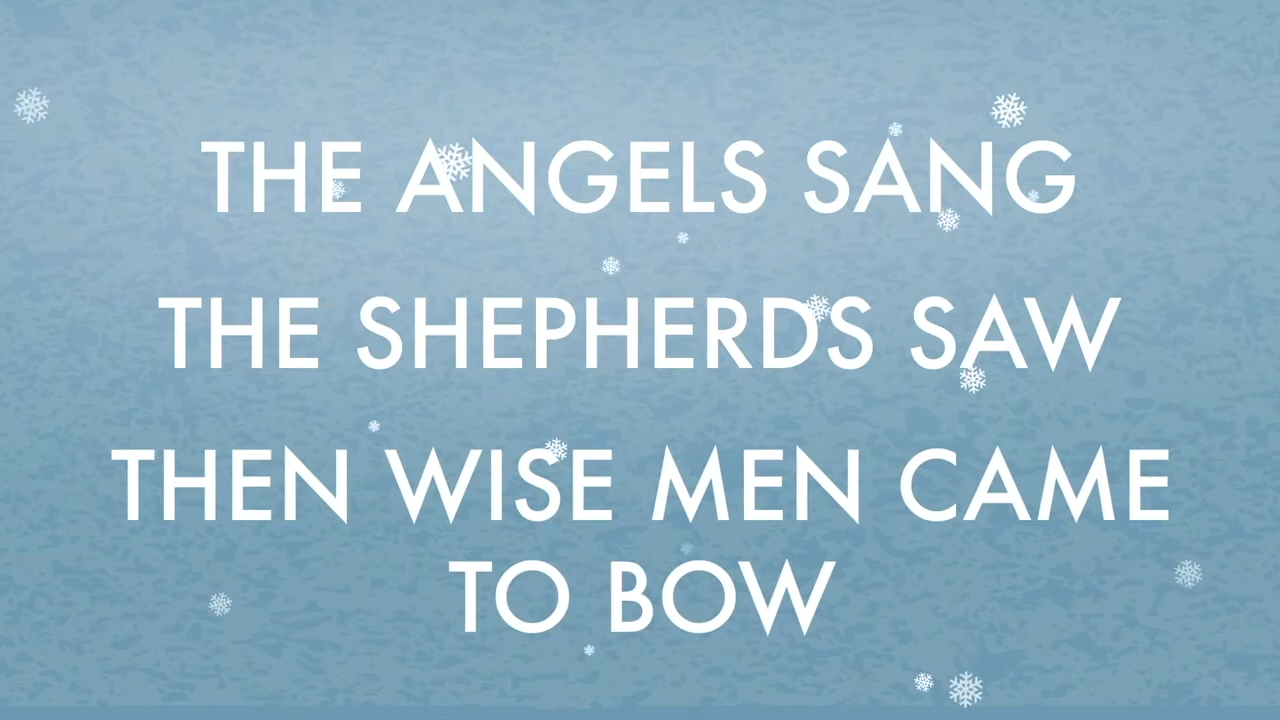 THE ANGELS SANG
THE SHEPHERDS SAW
THEN WISE MEN CAME
TO BOW